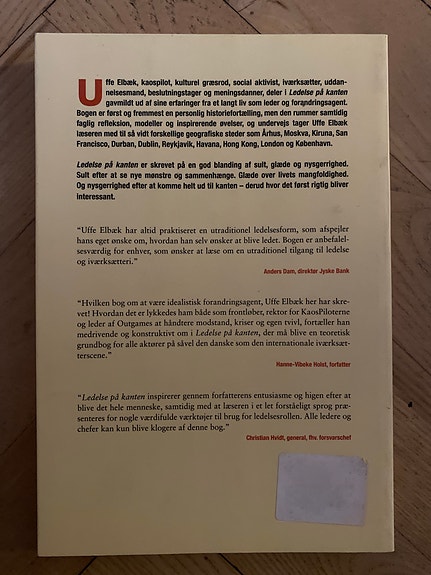 Uffe Elbæk, kaospilot, kulturel græsrod, social aktivist, iværksætter, uddan-
nelsesmand, beslutningstager og meningsdanner, deler i Ledelse på kanten
gavmildt ud af sine erfaringer fra et langt liv som leder og forandringsagent.
Bogen er først og fremmest en personlig historiefortælling, men den rummer samtidig
faglig refleksion, modeller og inspirerende øvelser, og undervejs tager Uffe Elbæk
læseren med til så vidt forskellige geografiske steder som Århus, Moskva, Kiruna, San
Francisco, Durban, Dublin, Reykjavik, Havana, Hong Kong, London og København.
Ledelse på kanten er skrevet på en god blanding af sult, glæde og nysgerrighed.
Sult efter at se nye mønstre og sammenhænge. Glæde over livets mangfoldighed.
Og nysgerrighed efter at komme helt ud til kanten – derud hvor det først rigtig bliver
interessant.
"Uffe Elbæk har altid praktiseret en utraditionel ledelsesform, som afspejler
hans eget ønske om, hvordan han selv ønsker at blive ledet. Bogen er anbefalel-
sesværdig for enhver, som ønsker at læse om en utraditionel tilgang til ledelse
og iværksætteri."
Anders Dam, direktør Jyske Bank
"Hvilken bog om at være idealistisk forandringsagent, Uffe Elbæk her har skre-
vet! Hvordan det er lykkedes ham både som frontløber, rektor for KaosPiloterne
og leder af Outgames at håndtere modstand, kriser og egen tvivl, fortæller han
medrivende og konstruktivt om i Ledelse på kanten, der må blive en teoretisk
grundbog for alle aktører på såvel den danske som den internationale iværksæt-
terscene."
Hanne-Vibeke Holst, forfatter
"Ledelse på kanten inspirerer gennem forfatterens entusiasme og higen efter at
blive det hele menneske, samtidig med at læseren i et let forståeligt sprog præ-
senteres for nogle værdifulde værktøjer til brug for ledelsesrollen. Alle ledere og
chefer kan kun blive klogere af denne bog."
Christian Hvidt, general, fhv. forsvarschef